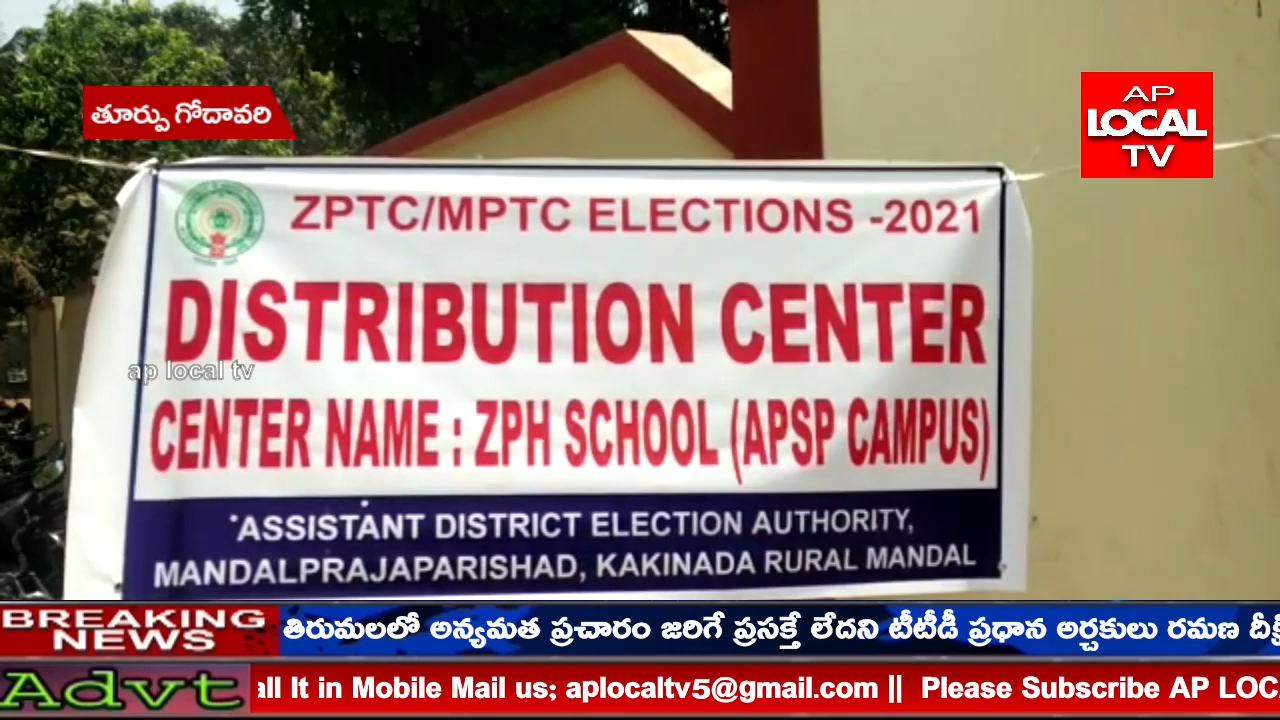 తూర్పు గోదావరి
AP
LOCAL
TV
ZPTC/MPTC ELECTIONS -2021
DISTRIBUTION CENTER
ap local tv
CENTER NAME : ZPH SCHOOL (APSP CAMPUS)
ASSISTANT DISTRICT ELECTION AUTHORITY,
MANDALPRAJAPARISHAD, KAKINADA RURAL MANDAL
BREAKING
NEWS
తిరుమలలో అన్యమత ప్రచారం జరిగే ప్రసక్తే లేదని టీటీడీ ప్రధాన అర్చకులు రమణ
Advt
all It in Mobile Mail us; aplocaltv5@gmail.com || Please Subscribe AP LOCA